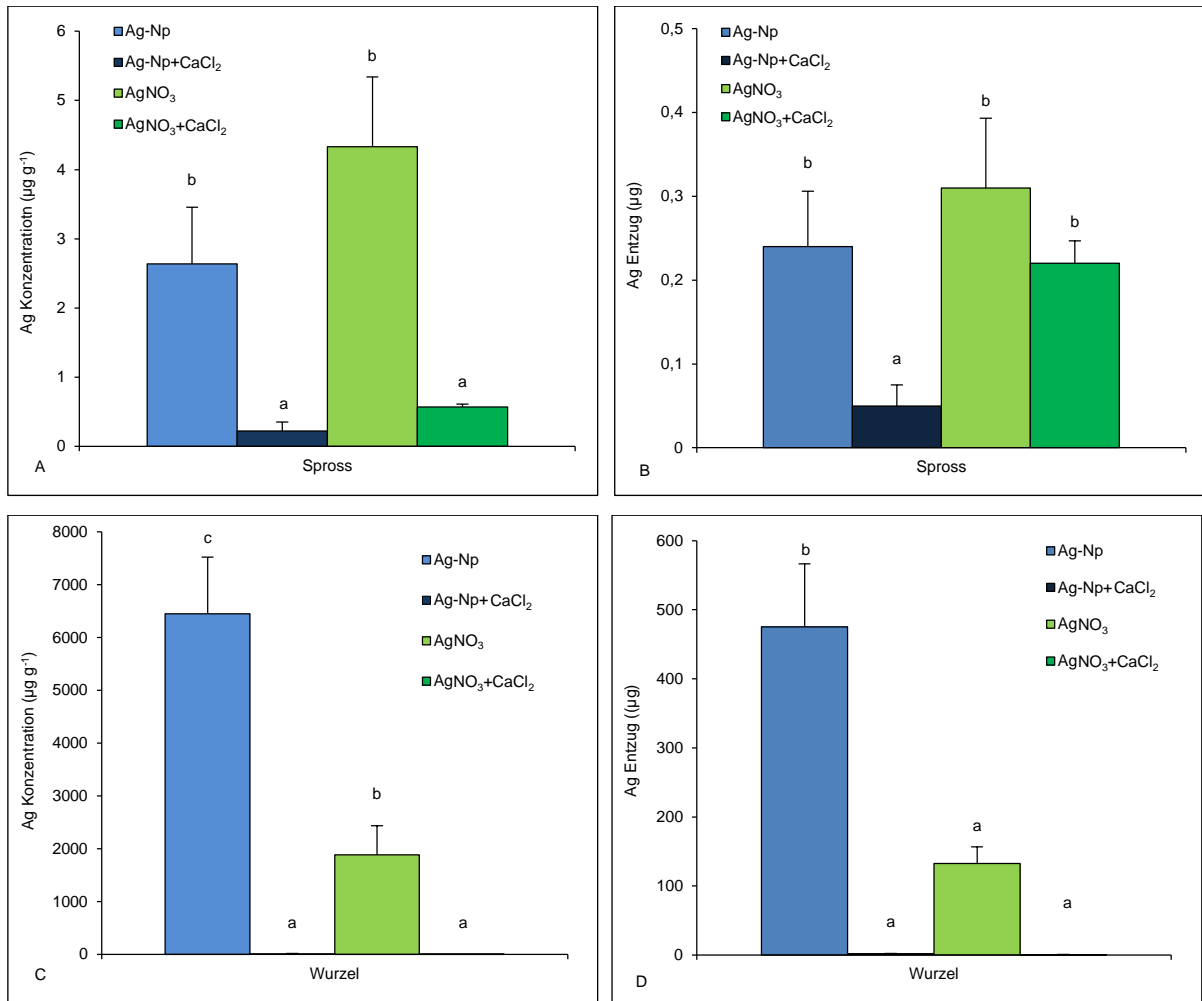 Ag-Np
Ag-Np+CaCl₂
AgNO₃
AgNO₃+CaCl₂
Ag Konzentratiotn (µg g⁻¹)
6
5
4
3
2
1
0
b
a
b
a
Spross
A
Ag-Np
Ag-Np+CaCl₂
AgNO₃
AgNO₃+CaCl₂
Ag Entzug (µg)
0,5
0,4
0,3
0,2
0,1
0
b
a
b
b
Spross
B
Ag-Np
Ag-Np+CaCl₂
AgNO₃
AgNO₃+CaCl₂
Ag Konzentration (µg g⁻¹)
8000
7000
6000
5000
4000
3000
2000
1000
0
c
a
b
a
Wurzel
C
Ag-Np
Ag-Np+CaCl₂
AgNO₃
AgNO₃+CaCl₂
Ag Entzug ((µg)
600
500
400
300
200
100
0
b
a
a
a
Wurzel
D